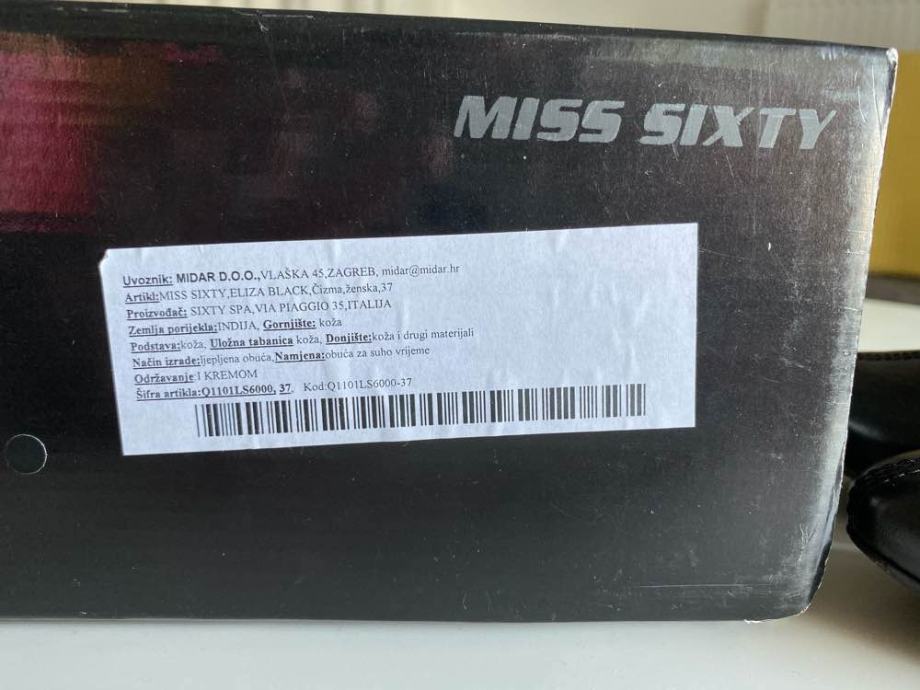 MISS SIXTY
Uvoznik: MIDAR D.O.O.,VLAŠKA 45,ZAGREB, midar@midar.hr
Artikl:MISS SIXTY,ELIZA BLACK,Čizma,ženska,37
Proizvođač: SIXTY SPA,VIA PIAGGIO 35,ITALIJA
Zemlja porijekla:INDIJA, Gornjište: koža
Podstava:koža, Uložna tabanica koža, Donjište:koža i drugi materijali
Način izrade:ljepljena obuća,Namjena:obuća za suho vrijeme
Održavanje I KREMOM
Šifra artikla:Q1101LS6000, 37. Kod:Q1101LS6000-37